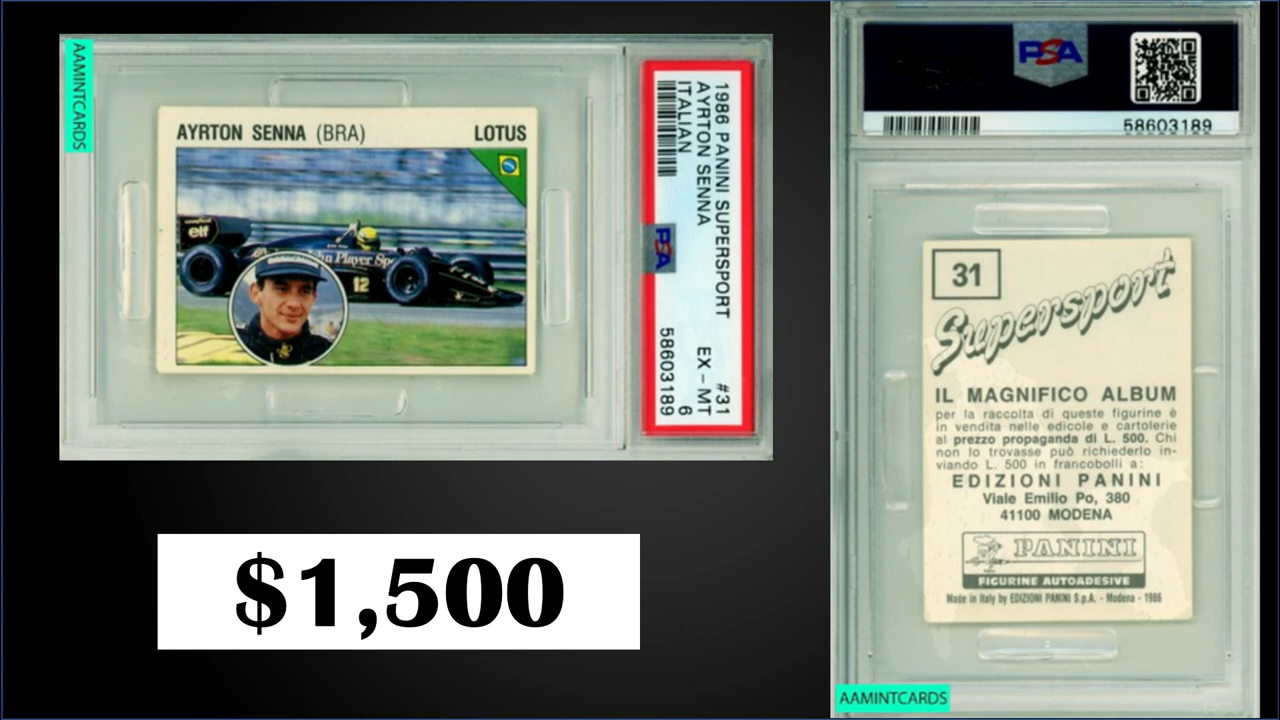 AAMINTCARDS
AYRTON SENNA (BRA) LOTUS
elf
John Player Spe
12
1986 PANINI SUPERSPORT #31
AYRTON SENNA EX - MT
ITALIAN 6
58603189
PSA
$1,500
PSA
58603189
31
Supersport
IL MAGNIFICO ALBUM
per la raccolta di queste figurine è
in vendita nelle edicole e cartolerie
al prezzo propaganda di L. 500. Chi
non lo trovasse può richiederlo in-
viando L. 500 in francobolli a:
EDIZIONI PANINI
Viale Emilio Po, 380
41100 MODENA
PANINI
FIGURINE AUTOADESIVE
Made in Italy by EDIZIONI PANINI S.p.A. - Modena - 1986
AAMINTCARDS